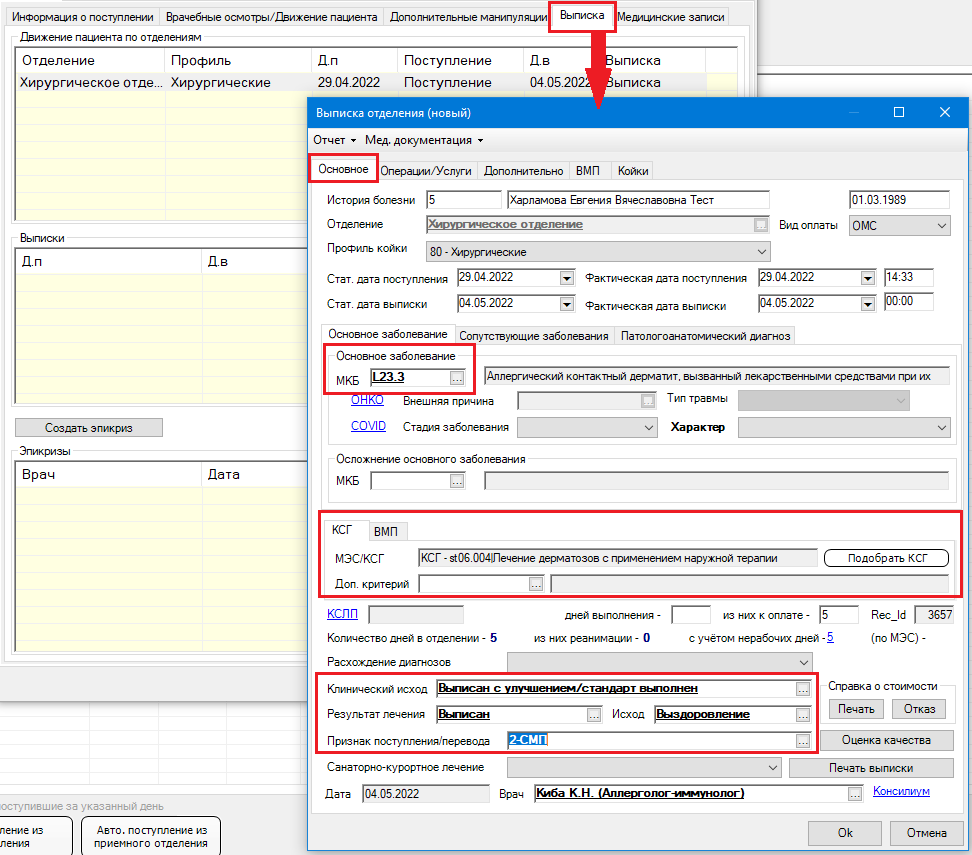 Информация о поступлении Врачебные осмотры/Движение пациента Дополнительные манипуляции Выписка Медицинские записи
Движение пациента по отделениям
Отделение Профиль Д.п Поступление Д.в Выписка
Хирургическое отде... Хирургические 29.04.2022 Поступление 04.05.2022 Выписка
Выписки
Д.п Д.в
Создать эпикриз
Эпикризы
Врач Дата
поступившие за указанный день
Авто. поступление из
приемного отделения
Выписка отделения (новый)
Отчет Мед. документация
Основное Операции/Услуги Дополнительно ВМП Койки
История болезни 5 Харламова Евгения Вячеславовна Тест 01.03.1989
Отделение Хирургическое отделение ... Вид оплаты ОМС
Профиль койки 80 - Хирургические
Стат. дата поступления 29.04.2022 Фактическая дата поступления 29.04.2022 14:33
Стат. дата выписки 04.05.2022 Фактическая дата выписки 04.05.2022 00:00
Основное заболевание Сопутствующие заболевания Патологоанатомический диагноз
Основное заболевание
МКБ L23.3 ... Аллергический контактный дерматит, вызванный лекарственными средствами при их
ОНКО Внешняя причина ... Тип травмы
COVID Стадия заболевания Характер
Осложнение основного заболевания
МКБ ...
КСГ ВМП
МЭС/КСГ КСГ - st06.004|Лечение дерматозов с применением наружной терапии Подобрать КСГ
Доп. критерий ...
КСЛП дней выполнения - из них к оплате - 5 Rec_Id 3657
Количество дней в отделении - 5 из них реанимации - 0 с учётом нерабочих дней - 5 (по МЭС) -
Расхождение диагнозов
Клинический исход Выписан с улучшением/стандарт выполнен ... Справка о стоимости
Результат лечения Выписан ... Исход Выздоровление ... Печать Отказ
Признак поступления/перевода 2-СМП ... Оценка качества
Санаторно-курортное лечение Печать выписки
Дата 04.05.2022 Врач Киба К.Н. (Аллерголог-иммунолог) ... Консилиум
Ok Отмена